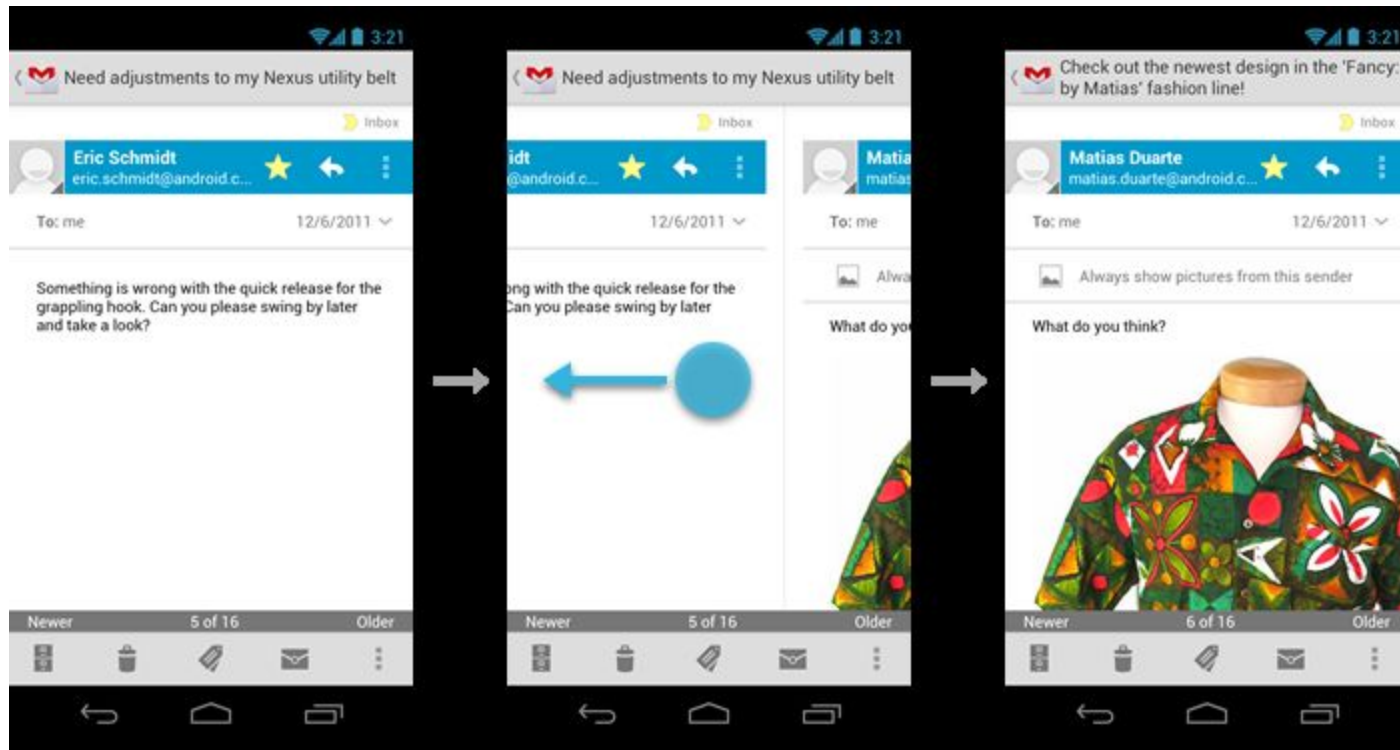 3:21
Need adjustments to my Nexus utility belt
Inbox
Eric Schmidt
eric.schmidt@android.c...
To: me 12/6/2011
Something is wrong with the quick release for the
grappling hook. Can you please swing by later
and take a look?
Newer 5 of 16 Older
3:21
Need adjustments to my Nexus utility belt
Inbox
idt
@android.c...
12/6/2011
ong with the quick release for the
Can you please swing by later
Matia
matias
To: me
Alwa
What do you
Newer 5 of 16 Older
3:21
Check out the newest design in the 'Fancy:
by Matias' fashion line!
Inbox
Matias Duarte
matias.duarte@android.c...
To: me 12/6/2011
Always show pictures from this sender
What do you think?
Newer 6 of 16 Older